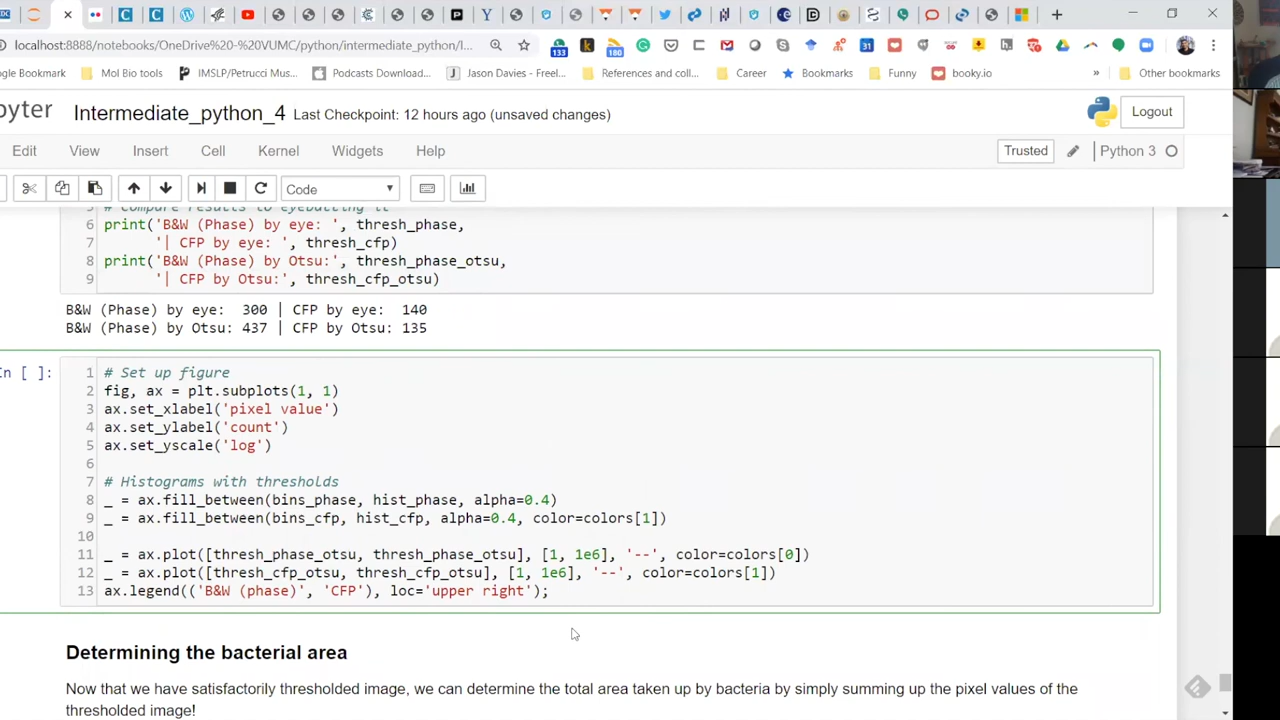 localhost:8888/notebooks/OneDrive%20-%20VUMC/python/intermediate_python/I...
133
180
31
ogle Bookmark
Mol Bio tools
IMSLP/Petrucci Mus...
Podcasts Download...
Jason Davies - Freel...
References and coll...
Career
Bookmarks
Funny
booky.io
»
Other bookmarks
yter
Intermediate_python_4
Last Checkpoint: 12 hours ago (unsaved changes)
Logout
Edit
View
Insert
Cell
Kernel
Widgets
Help
Trusted
Python 3
Code
5 # Compare results to eyeballing it
6 print('B&W (Phase) by eye: ', thresh_phase,
7 '| CFP by eye: ', thresh_cfp)
8 print('B&W (Phase) by Otsu:', thresh_phase_otsu,
9 '| CFP by Otsu:', thresh_cfp_otsu)
B&W (Phase) by eye:  300 | CFP by eye:  140
B&W (Phase) by Otsu: 437 | CFP by Otsu: 135
n [ ]:
1 # Set up figure
2 fig, ax = plt.subplots(1, 1)
3 ax.set_xlabel('pixel value')
4 ax.set_ylabel('count')
5 ax.set_yscale('log')
6
7 # Histograms with thresholds
8 _ = ax.fill_between(bins_phase, hist_phase, alpha=0.4)
9 _ = ax.fill_between(bins_cfp, hist_cfp, alpha=0.4, color=colors[1])
10
11 _ = ax.plot([thresh_phase_otsu, thresh_phase_otsu], [1, 1e6], '--', color=colors[0])
12 _ = ax.plot([thresh_cfp_otsu, thresh_cfp_otsu], [1, 1e6], '--', color=colors[1])
13 ax.legend(('B&W (phase)', 'CFP'), loc='upper right');
Determining the bacterial area
Now that we have satisfactorily thresholded image, we can determine the total area taken up by bacteria by simply summing up the pixel values of the
thresholded image!